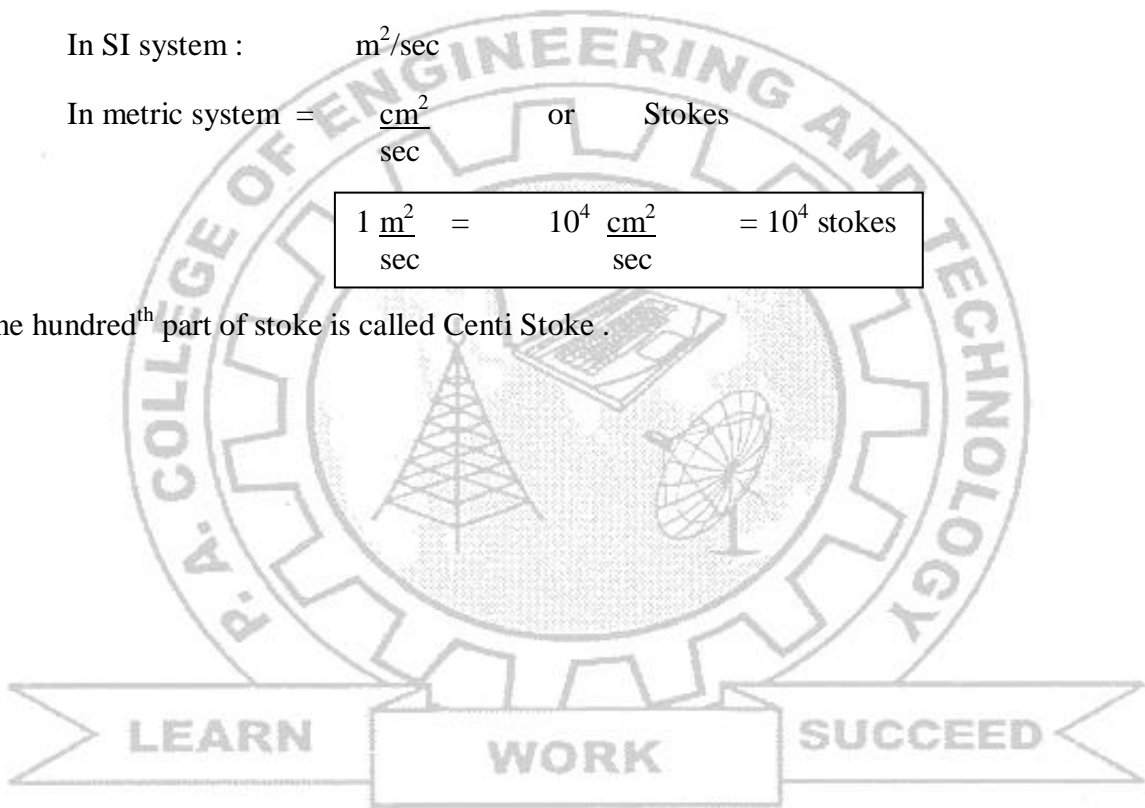 In SI system : m²/sec
In metric system = cm²/sec or Stokes
1 m²/sec = 10⁴ cm²/sec = 10⁴ stokes
ne hundredᵗʰ part of stoke is called Centi Stoke .
P. A. COLLEGE OF ENGINEERING AND TECHNOLOGY
LEARN WORK SUCCEED